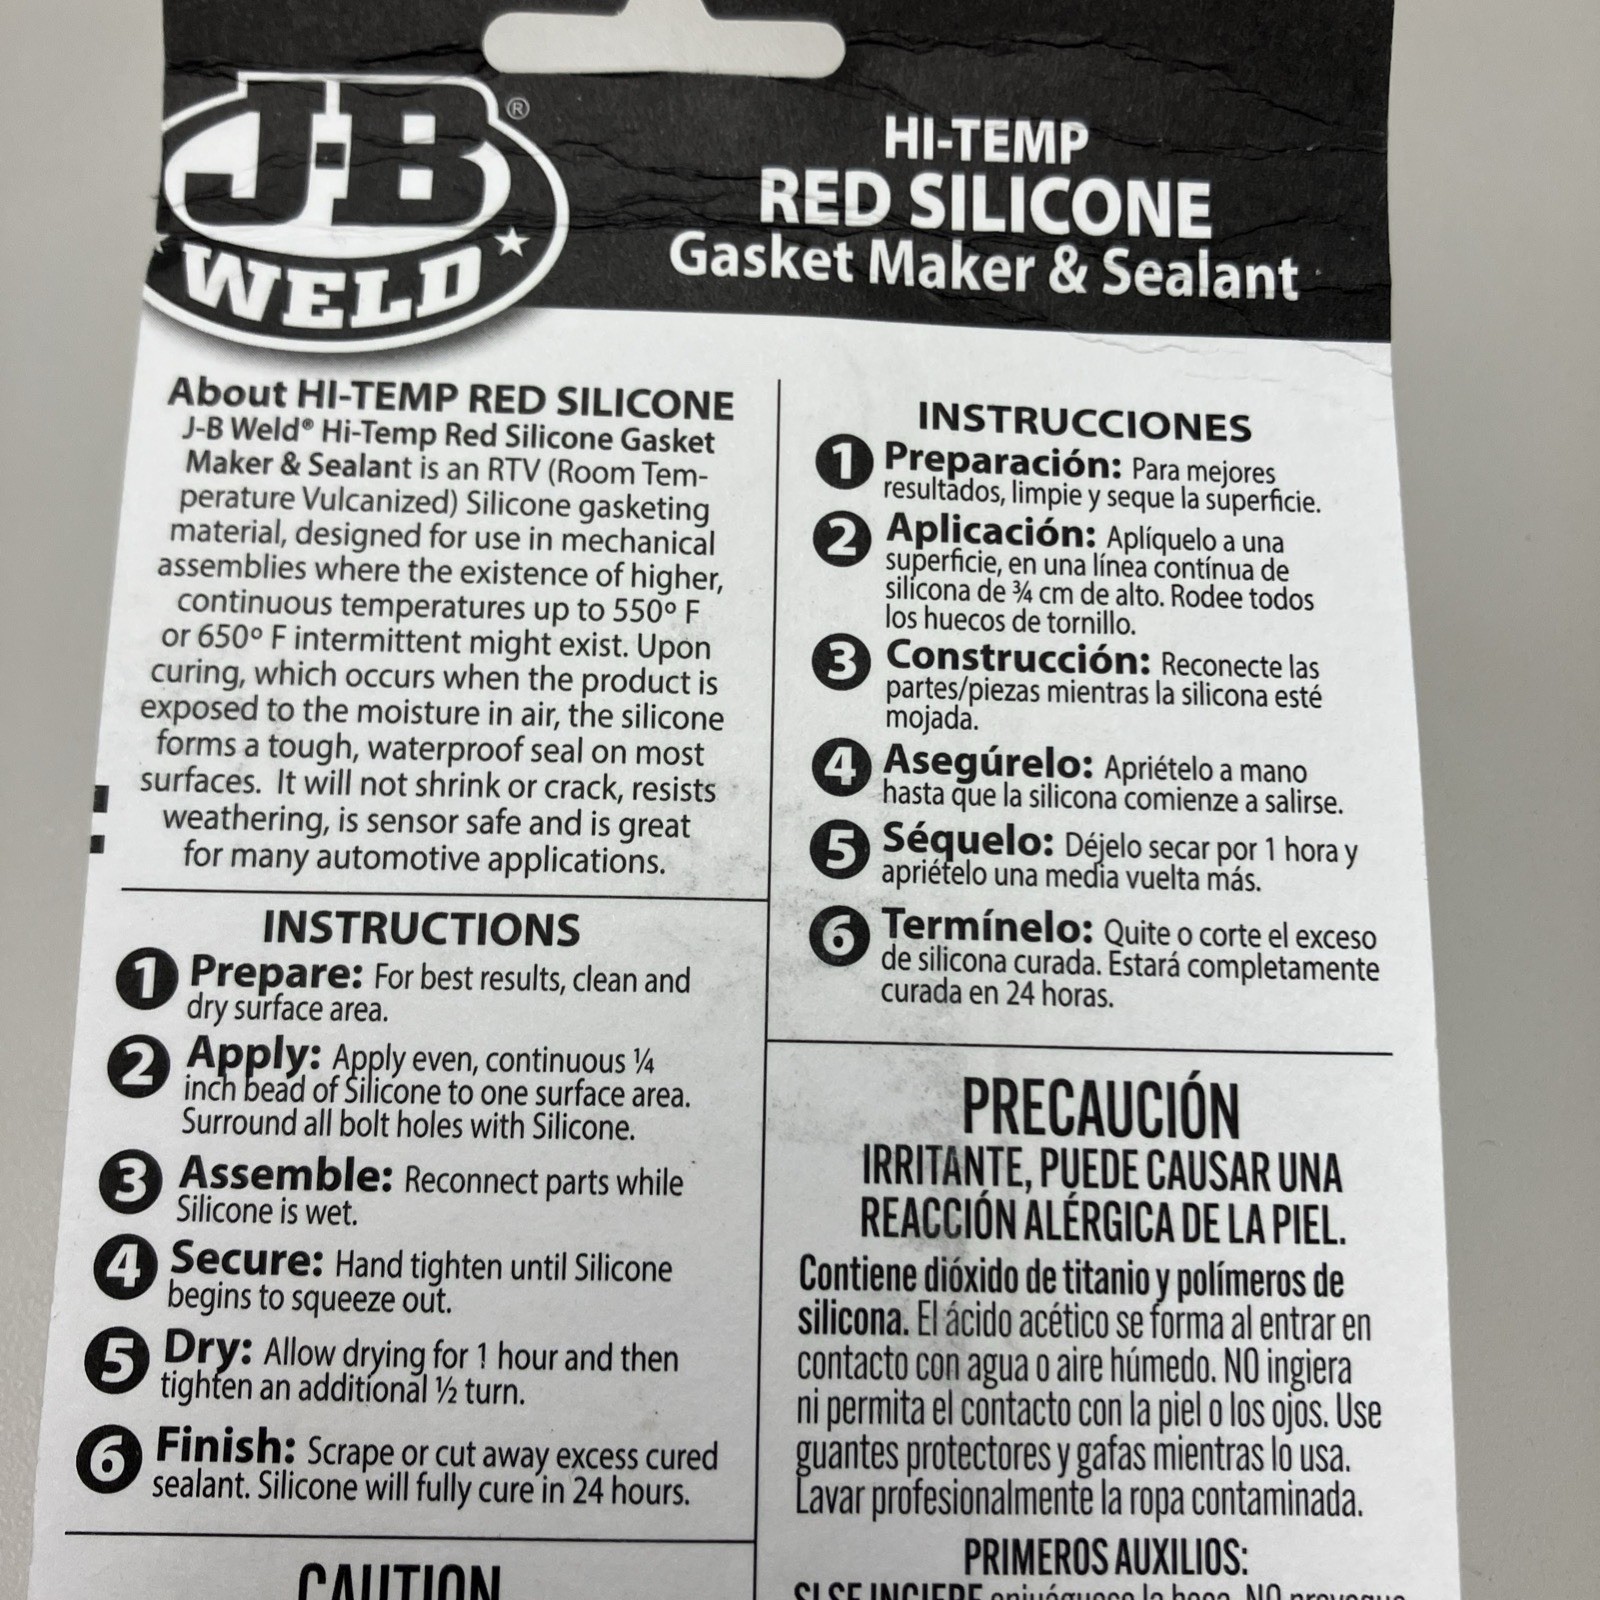 J-B
WELD
®
HI-TEMP
RED SILICONE
Gasket Maker & Sealant
About HI-TEMP RED SILICONE
J-B Weld® Hi-Temp Red Silicone Gasket
Maker & Sealant is an RTV (Room Tem-
perature Vulcanized) Silicone gasketing
material, designed for use in mechanical
assemblies where the existence of higher,
continuous temperatures up to 550º F
or 650º F intermittent might exist. Upon
curing, which occurs when the product is
exposed to the moisture in air, the silicone
forms a tough, waterproof seal on most
surfaces. It will not shrink or crack, resists
weathering, is sensor safe and is great
for many automotive applications.
INSTRUCTIONS
1 Prepare: For best results, clean and
dry surface area.
2 Apply: Apply even, continuous ¼
inch bead of Silicone to one surface area.
Surround all bolt holes with Silicone.
3 Assemble: Reconnect parts while
Silicone is wet.
4 Secure: Hand tighten until Silicone
begins to squeeze out.
5 Dry: Allow drying for 1 hour and then
tighten an additional ½ turn.
6 Finish: Scrape or cut away excess cured
sealant. Silicone will fully cure in 24 hours.
CAUTION
INSTRUCCIONES
1 Preparación: Para mejores
resultados, limpie y seque la superficie.
2 Aplicación: Aplíquelo a una
superficie, en una línea contínua de
silicona de ¾ cm de alto. Rodee todos
los huecos de tornillo.
3 Construcción: Reconecte las
partes/piezas mientras la silicona esté
mojada.
4 Asegúrelo: Apriételo a mano
hasta que la silicona comienze a salirse.
5 Séquelo: Déjelo secar por 1 hora y
apriételo una media vuelta más.
6 Termínelo: Quite o corte el exceso
de silicona curada. Estará completamente
curada en 24 horas.
PRECAUCIÓN
IRRITANTE, PUEDE CAUSAR UNA
REACCIÓN ALÉRGICA DE LA PIEL.
Contiene dióxido de titanio y polímeros de
silicona. El ácido acético se forma al entrar en
contacto con agua o aire húmedo. NO ingiera
ni permita el contacto con la piel o los ojos. Use
guantes protectores y gafas mientras lo usa.
Lavar profesionalmente la ropa contaminada.
PRIMEROS AUXILIOS:
SI SE INGIERE enjuáguese la boca. NO provoque